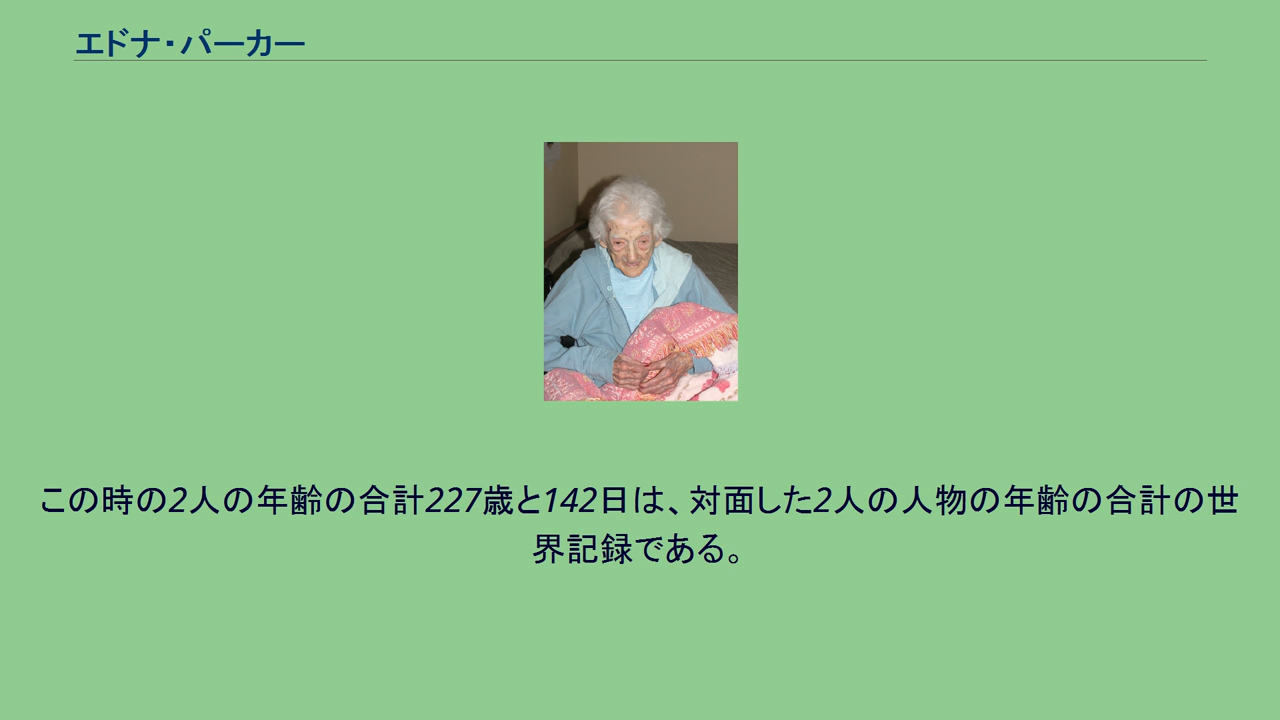 エドナ・パーカー
この時の2人の年齢の合計227歳と142日は、対面した2人の人物の年齢の合計の世
界記録である。